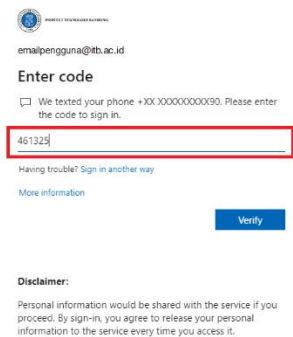 INSTITUT TEKNOLOGI BANDUNG
emailpengguna@itb.ac.id
Enter code
We texted your phone +XX XXXXXXXXX90. Please enter
the code to sign in.
461325
Having trouble? Sign in another way
More information
Verify
Disclaimer:
Personal information would be shared with the service if you
proceed. By sign-in, you agree to release your personal
information to the service every time you access it.